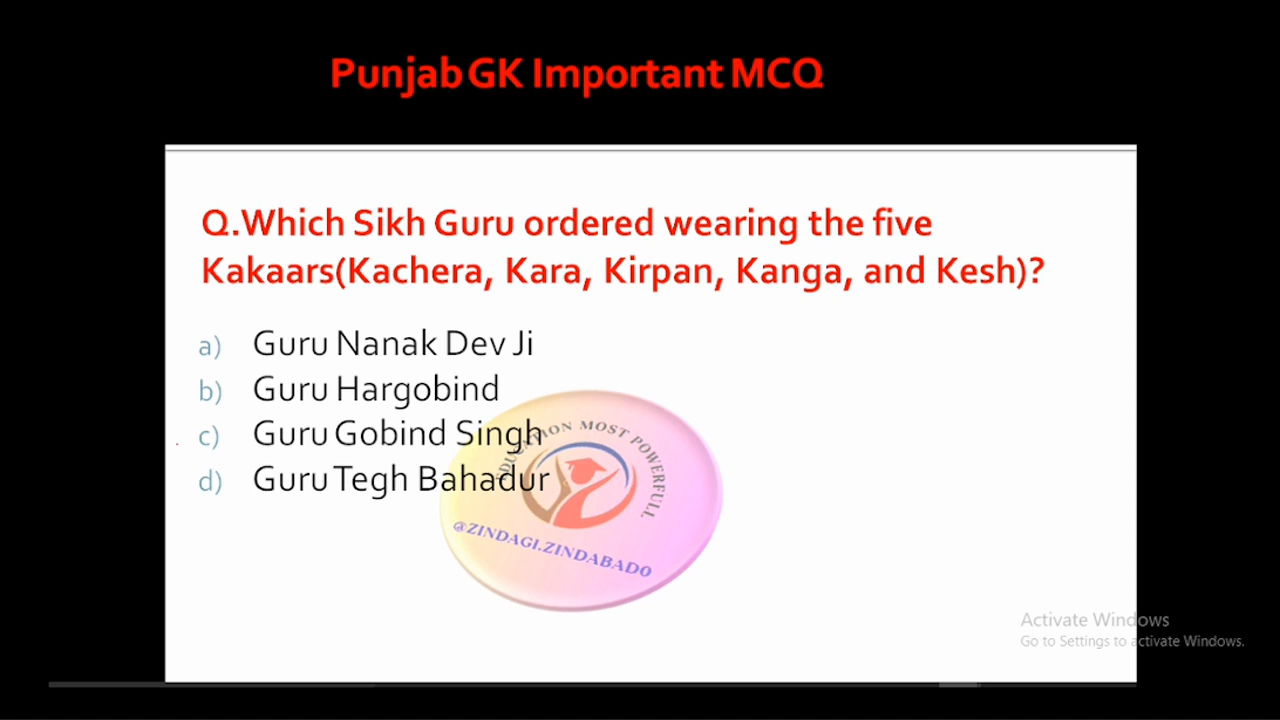 Punjab GK Important MCQ
Q.Which Sikh Guru ordered wearing the five
Kakaars(Kachera, Kara, Kirpan, Kanga, and Kesh)?
a) Guru Nanak Dev Ji
b) Guru Hargobind
c) Guru Gobind Singh
d) Guru Tegh Bahadur
EDUCATION MOST POWERFULL
@ZINDAGI.ZINDABAD0
Activate Windows
Go to Settings to activate Windows.